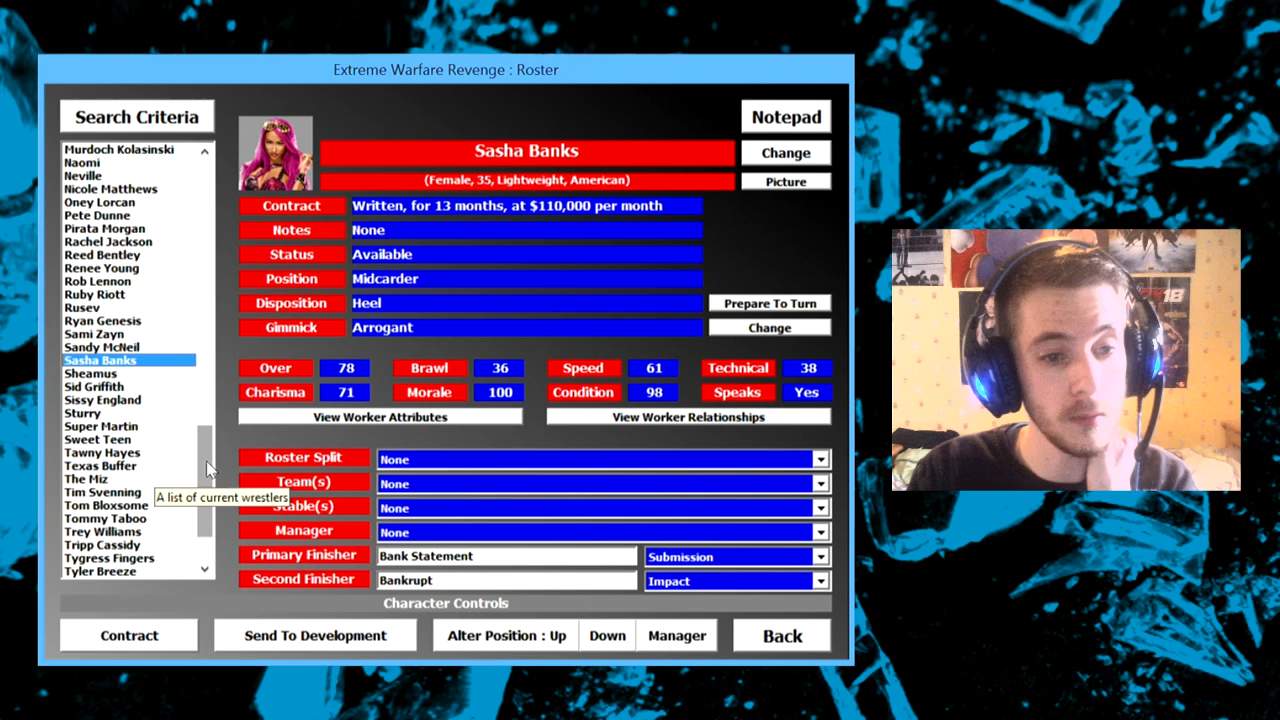 Extreme Warfare Revenge : Roster
Search Criteria
Murdoch Kolasinski
Naomi
Neville
Nicole Matthews
Oney Lorcan
Pete Dunne
Pirata Morgan
Rachel Jackson
Reed Bentley
Renee Young
Rob Lennon
Ruby Riott
Rusev
Ryan Genesis
Sami Zayn
Sandy McNeil
Sasha Banks
Sheamus
Sid Griffith
Sissy England
Sturry
Super Martin
Sweet Teen
Tawny Hayes
Texas Buffer
The Miz
Tim Svenning
Tom Bloxsome
Tommy Taboo
Trey Williams
Tripp Cassidy
Tygress Fingers
Tyler Breeze
A list of current wrestlers
Sasha Banks
(Female, 35, Lightweight, American)
Notepad
Change
Picture
Contract Written, for 13 months, at $110,000 per month
Notes None
Status Available
Position Midcarder
Disposition Heel Prepare To Turn
Gimmick Arrogant Change
Over 78 Brawl 36 Speed 61 Technical 38
Charisma 71 Morale 100 Condition 98 Speaks Yes
View Worker Attributes View Worker Relationships
Roster Split None
Team(s) None
Stable(s) None
Manager None
Primary Finisher Bank Statement Submission
Second Finisher Bankrupt Impact
Character Controls
Contract Send To Development Alter Position : Up Down Manager Back
18